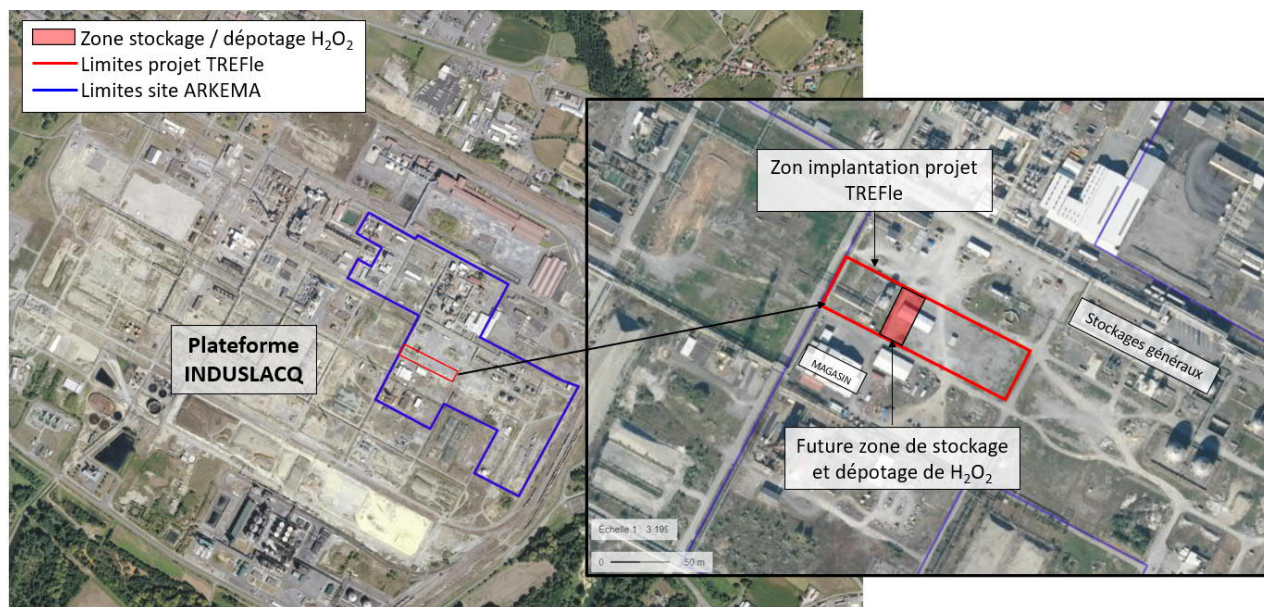 Zone stockage / dépotage H₂O₂
Limites projet TREFle
Limites site ARKEMA
Plateforme
INDUSLACQ
Zon implantation projet
TREFle
Stockages généraux
MAGASIN
Future zone de stockage
et dépotage de H₂O₂
Échelle 1 : 3 199
0 50 m